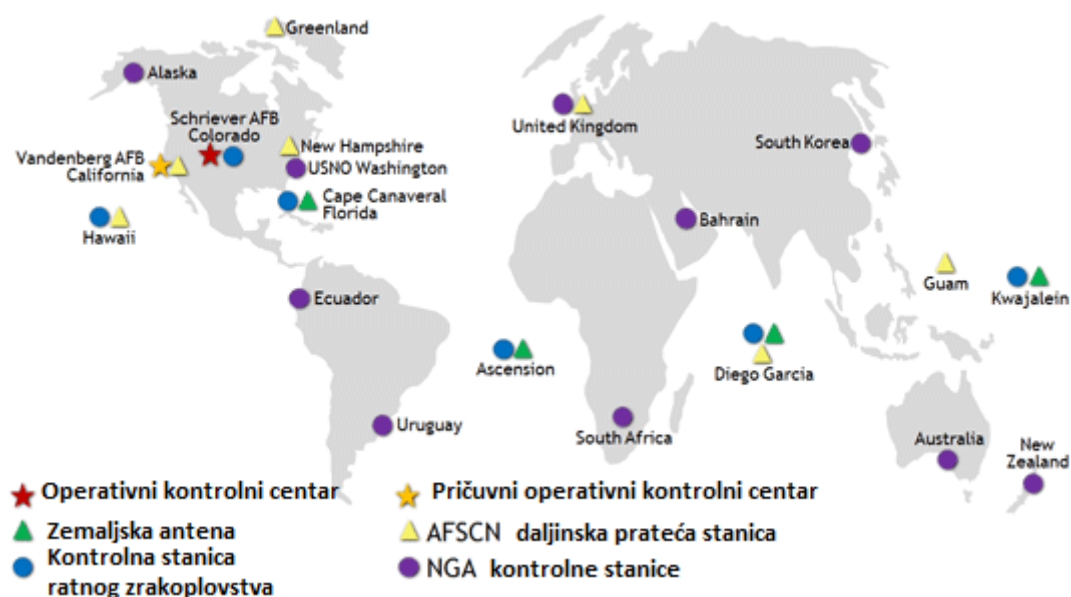 Greenland
Alaska
Schriever AFB
Colorado
United Kingdom
New Hampshire
South Korea
Vandenberg AFB
California
USNO Washington
Cape Canaveral
Florida
Bahrain
Hawaii
Guam
Kwajalein
Ecuador
Ascension
Diego Garcia
Uruguay
South Africa
Australia
New
Zealand
Operativni kontrolni centar
Pričuvni operativni kontrolni centar
Zemaljska antena
AFSCN daljinska prateća stanica
Kontrolna stanica
ratnog zrakoplovstva
NGA kontrolne stanice